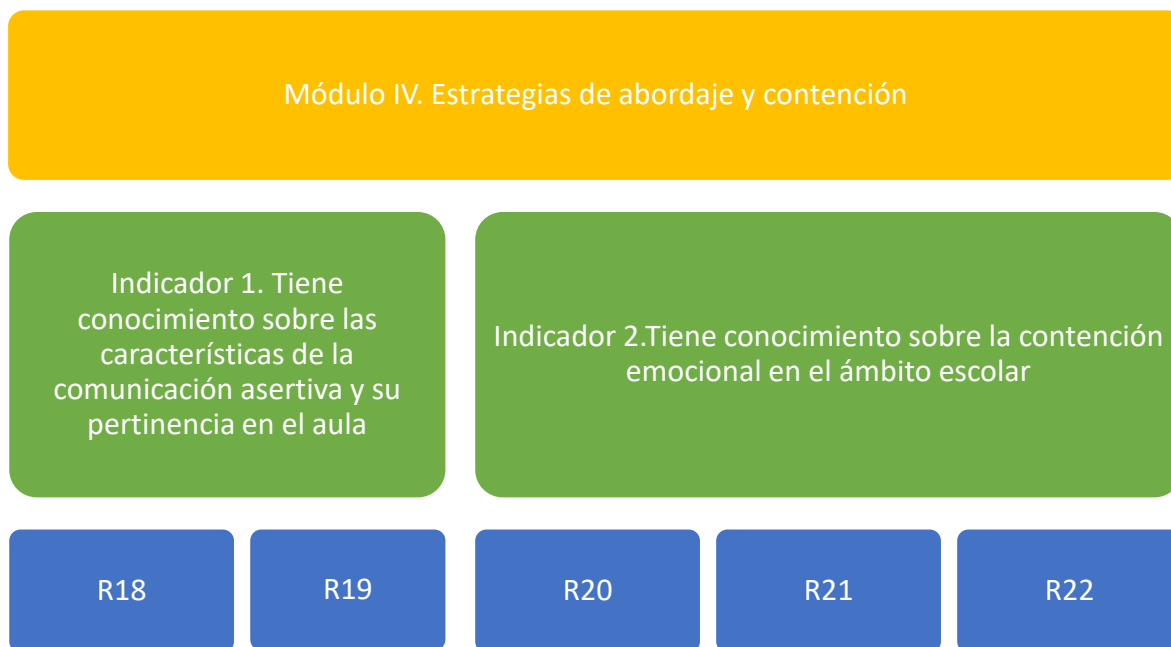 Módulo IV. Estrategias de abordaje y contención
Indicador 1. Tiene
conocimiento sobre las
características de la
comunicación asertiva y su
pertinencia en el aula
Indicador 2.Tiene conocimiento sobre la contención
emocional en el ámbito escolar
R18
R19
R20
R21
R22